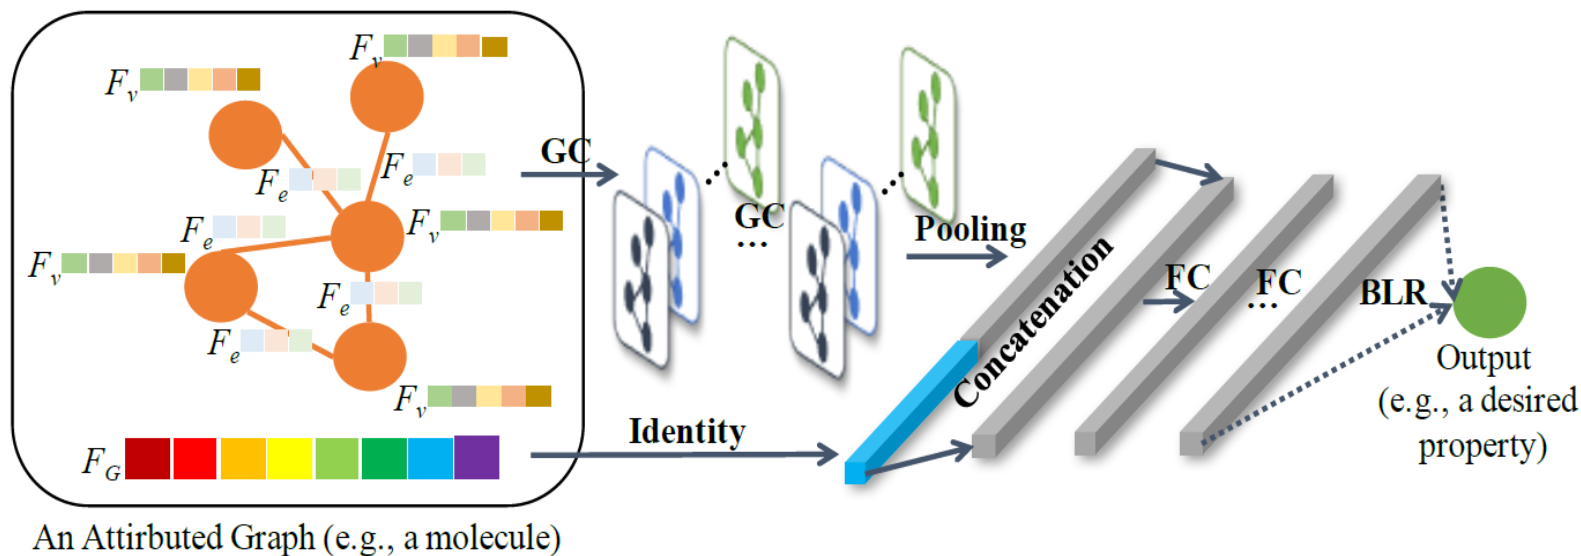 F_v
F_v
F_e
F_e
F_e
F_v
F_v
F_e
F_e
F_v
F_G
An Attirbuted Graph (e.g., a molecule)
GC
GC
...
...
...
Pooling
Identity
Concatenation
FC
FC
...
BLR
Output
(e.g., a desired
property)